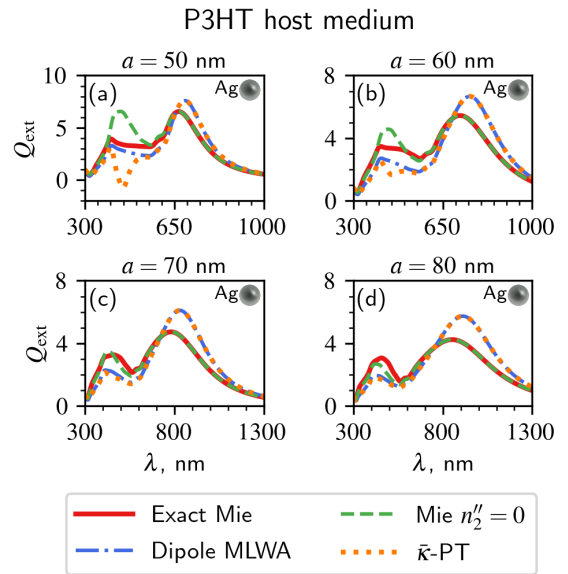 P3HT host medium
a = 50 nm
a = 60 nm
(a)
Ag
(b)
Ag
Q_ext
10
5
0
8
6
4
2
0
300
650
1000
300
650
1000
a = 70 nm
a = 80 nm
(c)
Ag
(d)
Ag
Q_ext
8
4
0
8
4
0
300
800
1300
300
800
1300
λ, nm
λ, nm
Exact Mie
Mie n₂″ = 0
Dipole MLWA
κ̄-PT